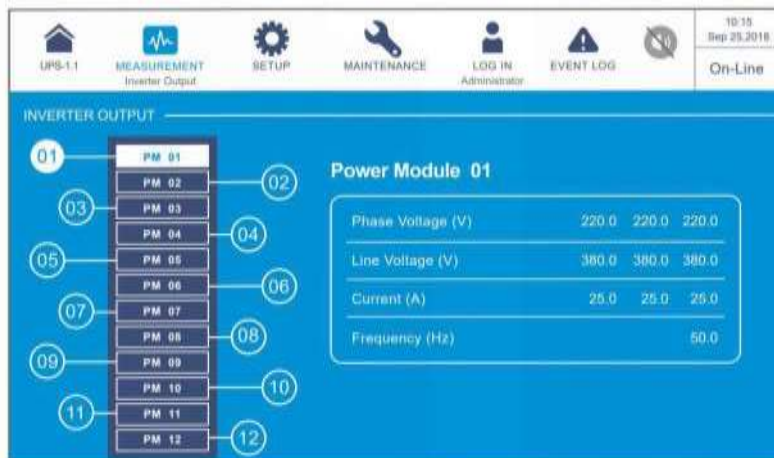 10:15
Sep 25,2018
UPS-1.1
MEASUREMENT
Inverter Output
SETUP
MAINTENANCE
LOG IN
Administrator
EVENT LOG
On-Line
INVERTER OUTPUT
01
PM 01
PM 02
02
03
PM 03
PM 04
04
05
PM 05
PM 06
06
07
PM 07
PM 08
08
09
PM 09
PM 10
10
11
PM 11
PM 12
12
Power Module 01
Phase Voltage (V) 220.0 220.0 220.0
Line Voltage (V) 380.0 380.0 380.0
Current (A) 25.0 25.0 25.0
Frequency (Hz) 50.0